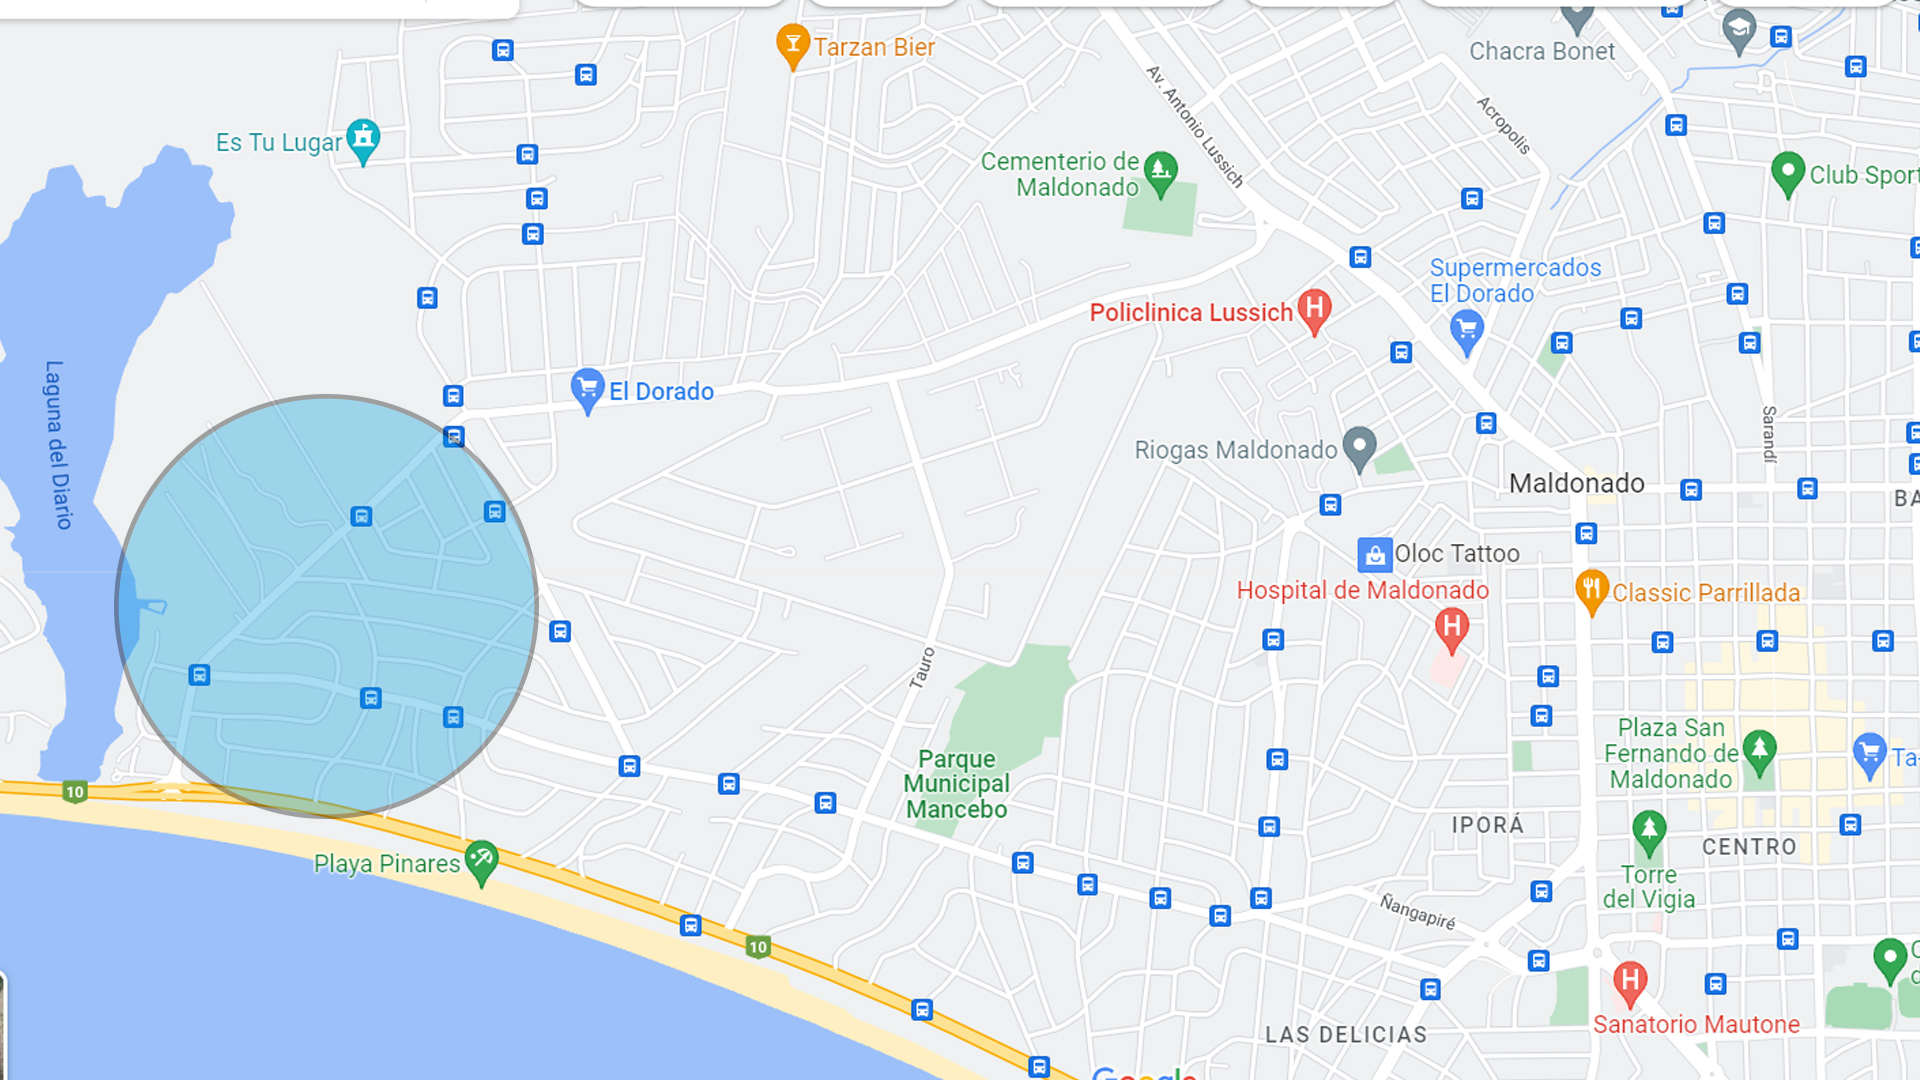 Tarzan Bier
Chacra Bonet
Es Tu Lugar
Av. Antonio Lussich
Acropolis
Cementerio de
Maldonado
Club Sport
Supermercados
El Dorado
Policlinica Lussich
Laguna del Diario
El Dorado
Sarandí
Riogas Maldonado
Maldonado
BA
Oloc Tattoo
Hospital de Maldonado
Classic Parrillada
Tauro
Plaza San
Fernando de
Maldonado
Ta-
Parque
Municipal
Mancebo
10
IPORÁ
CENTRO
Playa Pinares
Torre
del Vigia
Ñangapiré
10
LAS DELICIAS
Sanatorio Mautone
Google